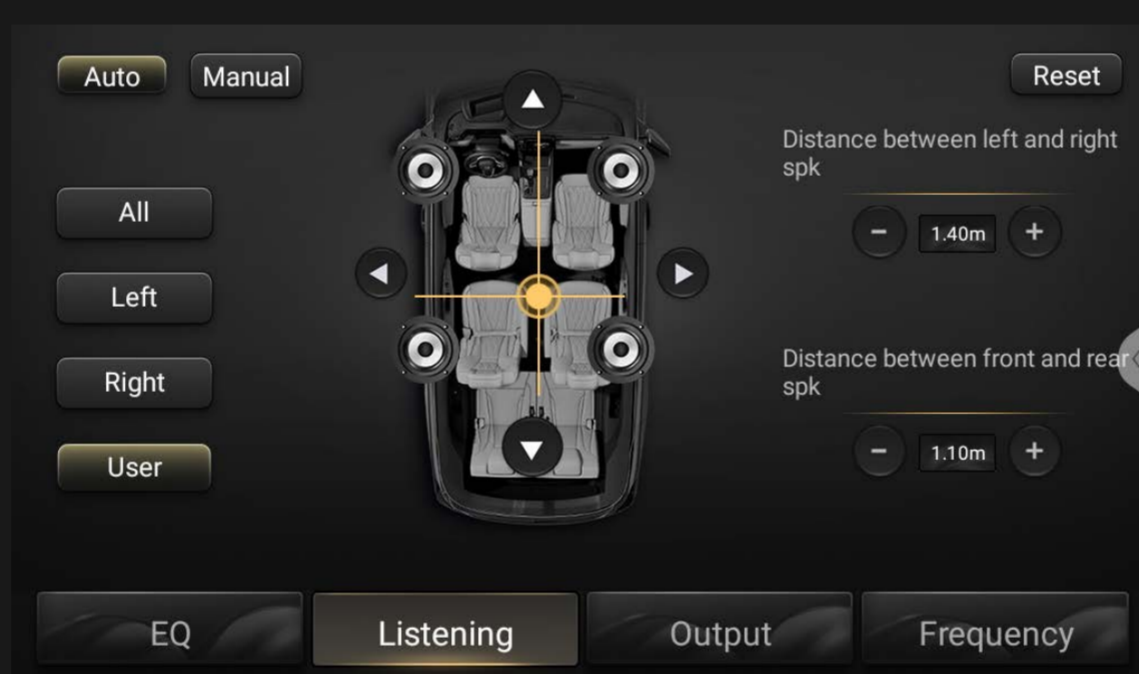 Auto
Manual
Reset
Distance between left and right
spk
All
1.40m
Left
Right
Distance between front and rear
spk
User
1.10m
EQ
Listening
Output
Frequency